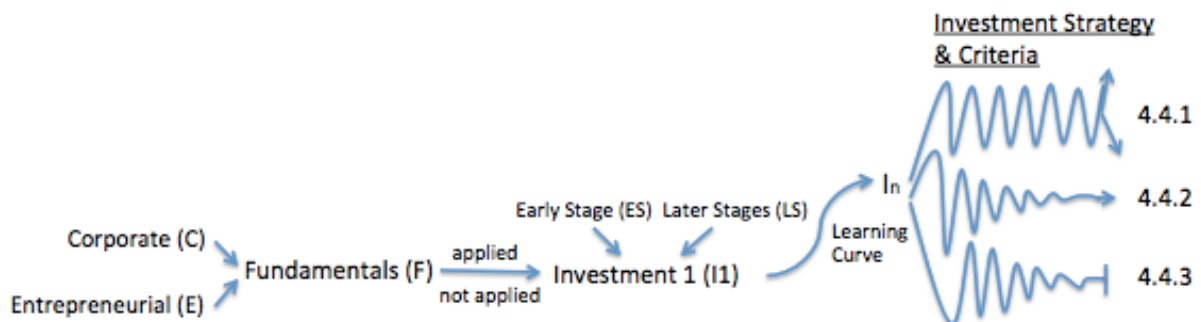 Investment Strategy
& Criteria
4.4.1
In
4.4.2
Early Stage (ES) Later Stages (LS)
Learning
Curve
Corporate (C)
applied
Fundamentals (F)
Investment 1 (I1)
4.4.3
not applied
Entrepreneurial (E)